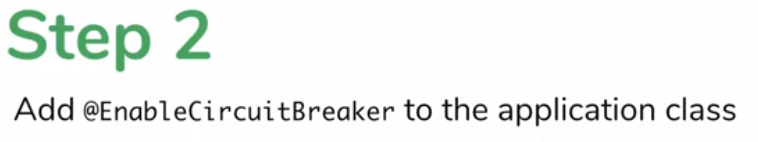 Step 2
Add @EnableCircuitBreaker to the application class